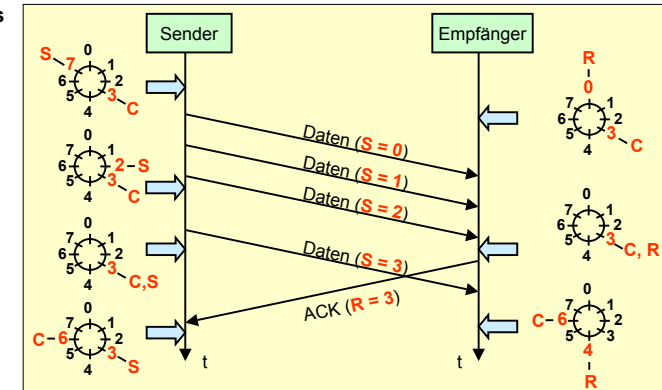 s
Sender
Empfänger
S
7
0
1
2
3
C
4
5
6
R
0
1
2
3
C
4
5
6
7
Daten (S = 0)
Daten (S = 1)
Daten (S = 2)
Daten (S = 3)
ACK (R = 3)
0
1
2–S
3
C
4
5
6
7
0
1
2
3
C, R
4
5
6
7
0
1
2
3
C,S
4
5
6
7
0
1
2
3
S
4
5
C–6
7
0
1
2
3
4
R
5
C–6
7
t
t